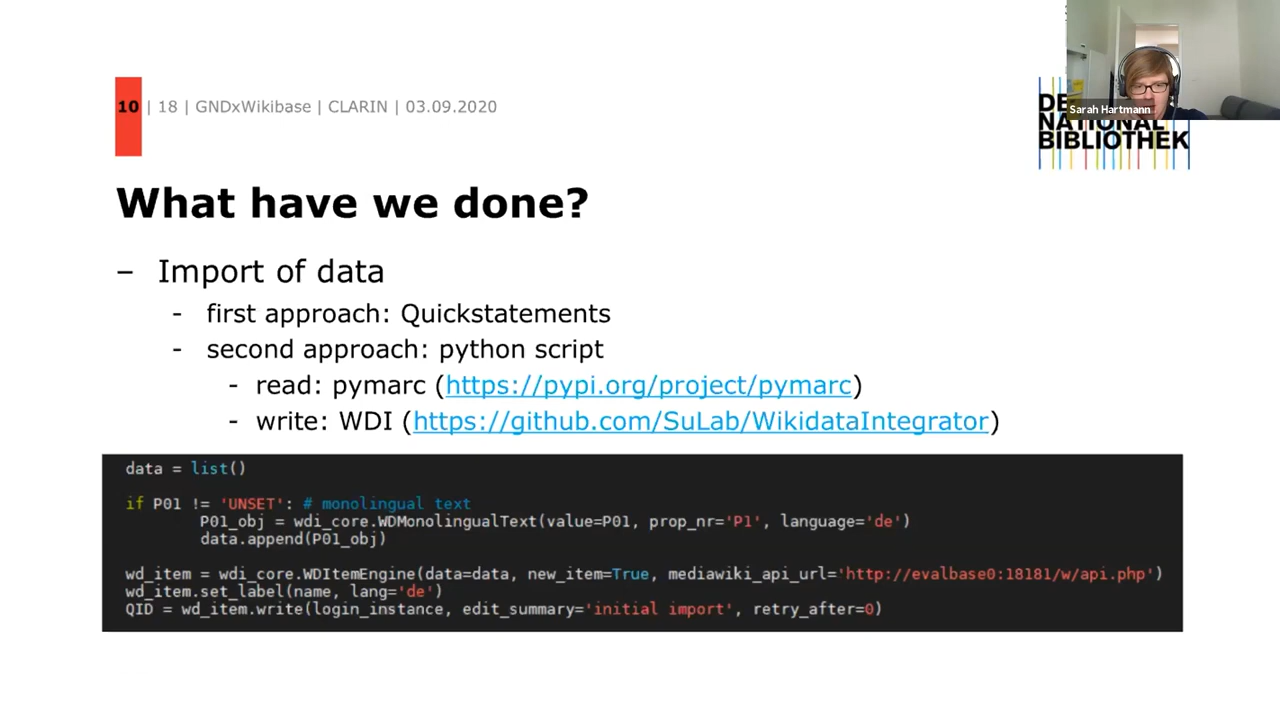 10 | 18 | GNDxWikibase | CLARIN | 03.09.2020
Sarah Hartmann
DE
NATIONAL
BIBLIOTHEK
What have we done?
– Import of data
- first approach: Quickstatements
- second approach: python script
- read: pymarc (https://pypi.org/project/pymarc)
- write: WDI (https://github.com/SuLab/WikidataIntegrator)
data = list()
if P01 != 'UNSET': # monolingual text
P01_obj = wdi_core.WDMonolingualText(value=P01, prop_nr='P1', language='de')
data.append(P01_obj)
wd_item = wdi_core.WDItemEngine(data=data, new_item=True, mediawiki_api_url='http://evalbase0:18181/w/api.php')
wd_item.set_label(name, lang='de')
QID = wd_item.write(login_instance, edit_summary='initial import', retry_after=0)